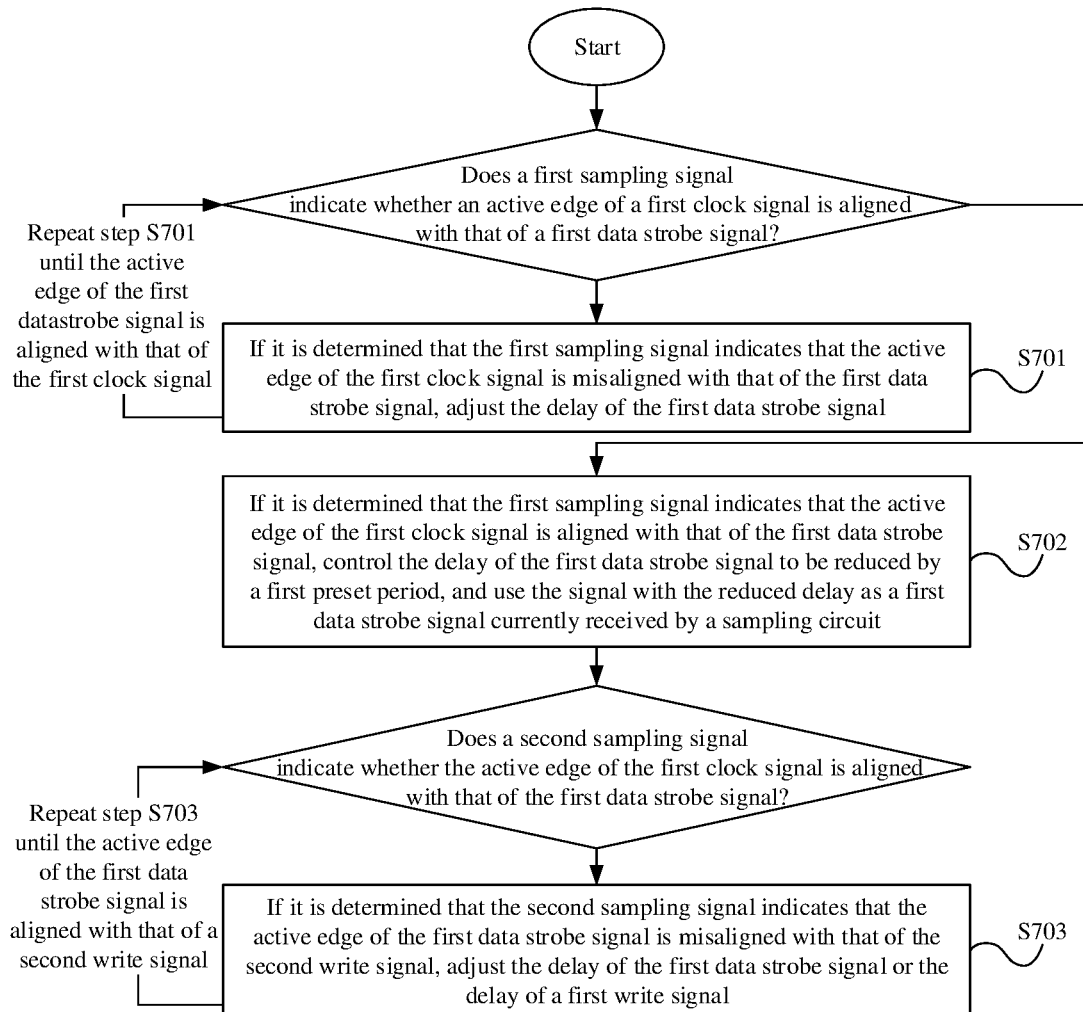 Start
Does a first sampling signal
indicate whether an active edge of a first clock signal is aligned
with that of a first data strobe signal?
Repeat step S701
until the active
edge of the first
datastrobe signal is
aligned with that of
the first clock signal
If it is determined that the first sampling signal indicates that the active
edge of the first clock signal is misaligned with that of the first data
strobe signal, adjust the delay of the first data strobe signal
S701
If it is determined that the first sampling signal indicates that the active
edge of the first clock signal is aligned with that of the first data strobe
signal, control the delay of the first data strobe signal to be reduced by
a first preset period, and use the signal with the reduced delay as a first
data strobe signal currently received by a sampling circuit
S702
Does a second sampling signal
indicate whether the active edge of the first clock signal is aligned
with that of the first data strobe signal?
Repeat step S703
until the active edge
of the first data
strobe signal is
aligned with that of a
second write signal
If it is determined that the second sampling signal indicates that the
active edge of the first data strobe signal is misaligned with that of the
second write signal, adjust the delay of the first data strobe signal or the
delay of a first write signal
S703